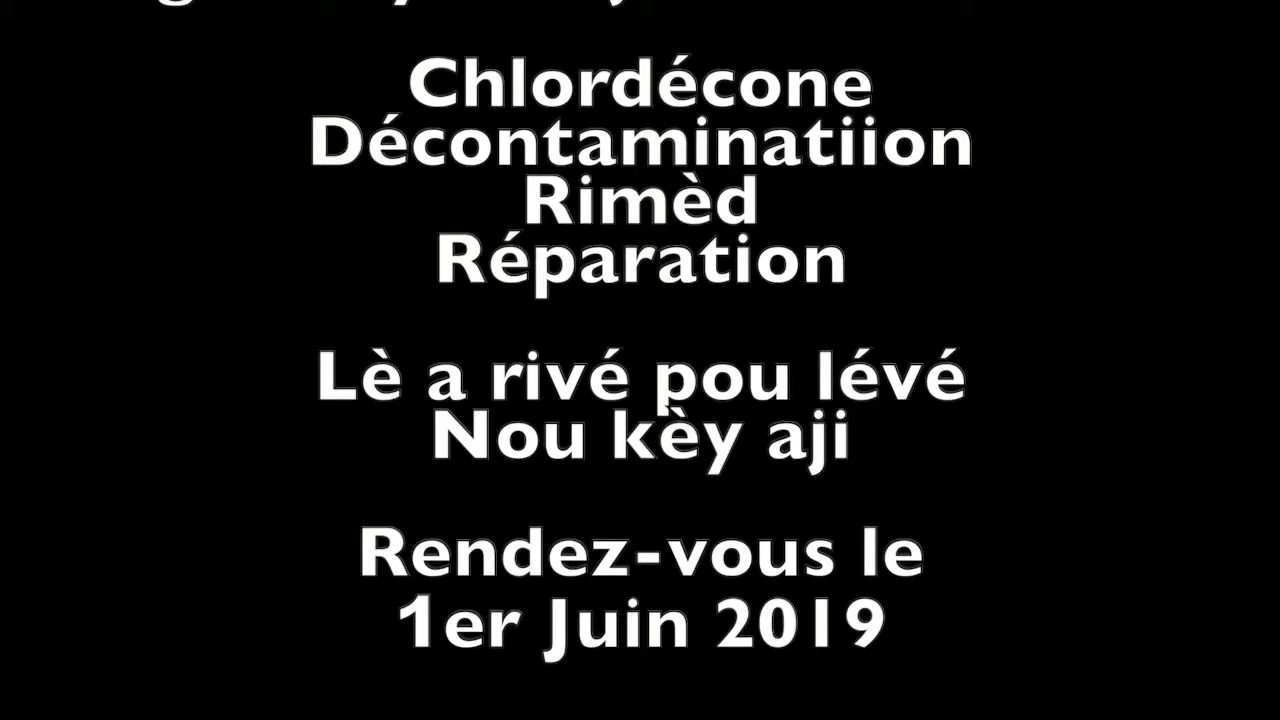 Chlordécone
Décontaminatiion
Rimèd
Réparation
Lè a rivé pou lévé
Nou kèy aji
Rendez-vous le
1er Juin 2019